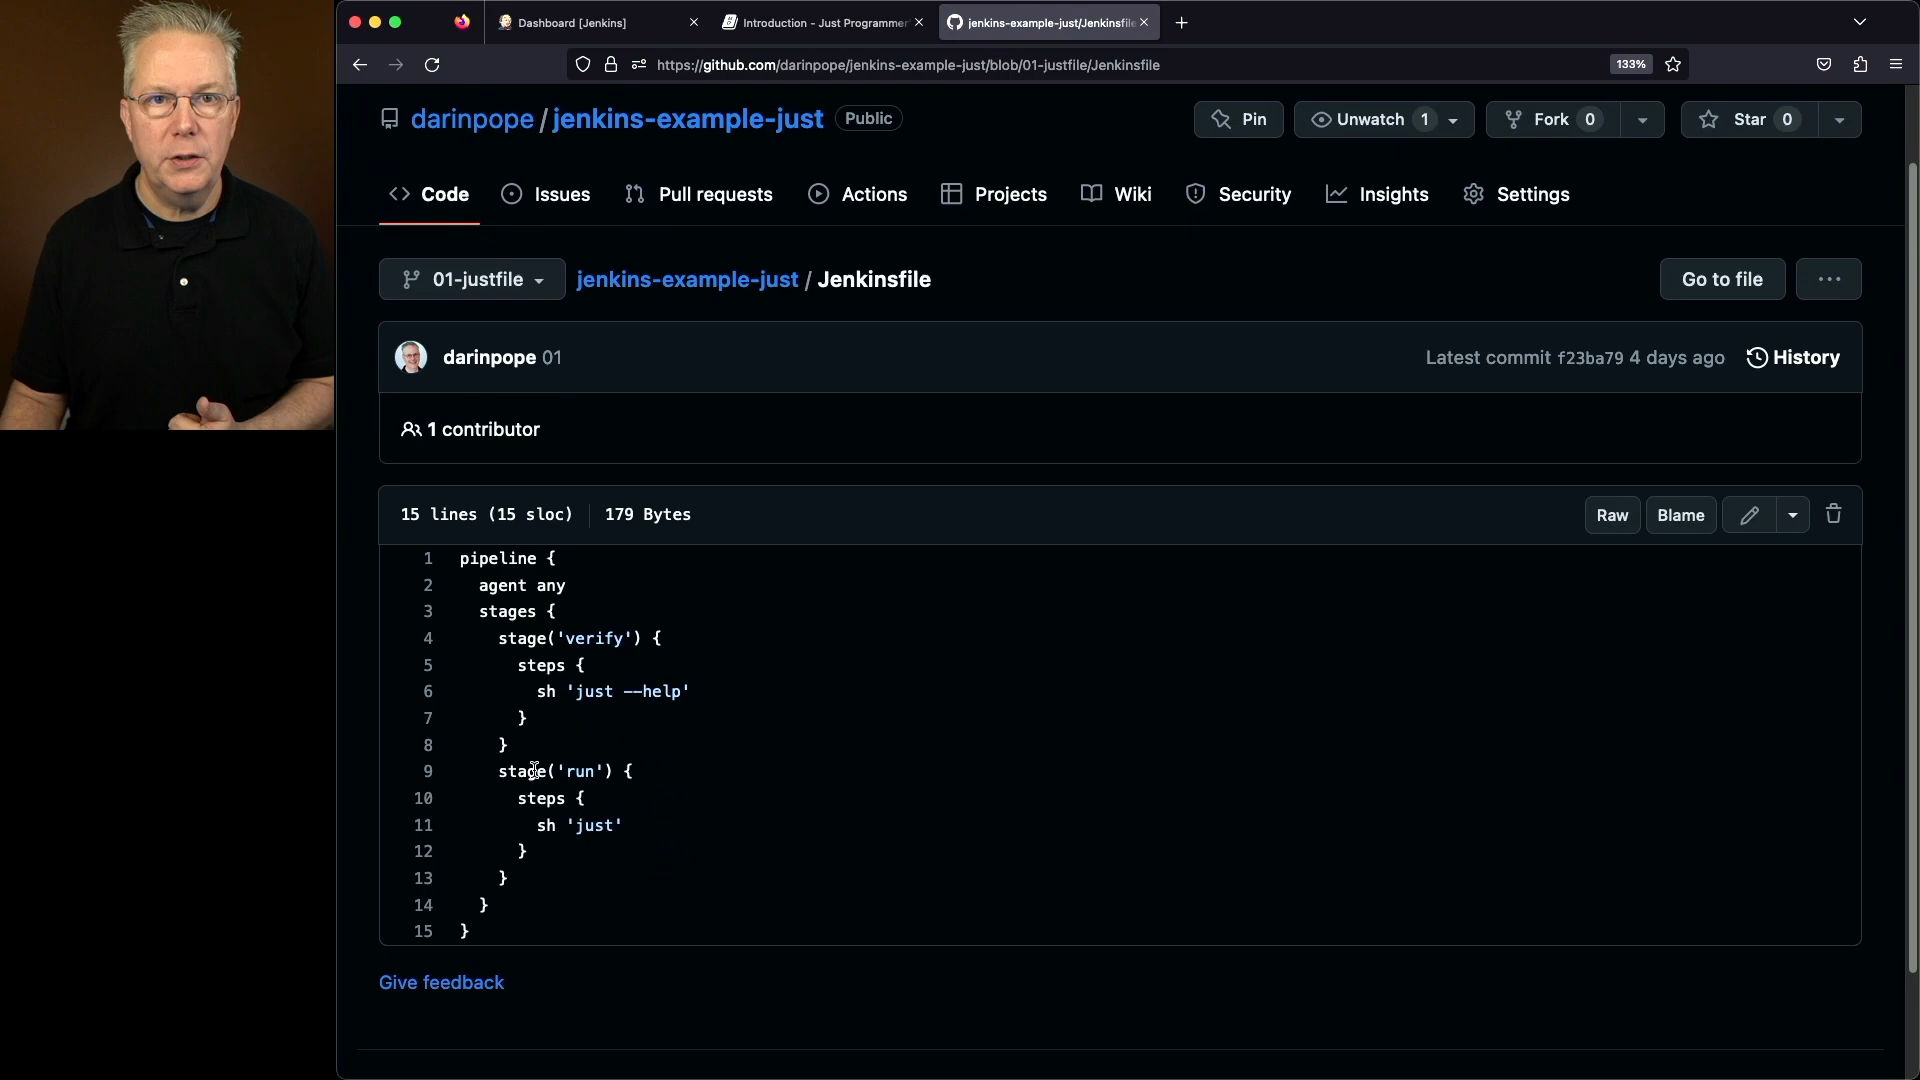 Dashboard [Jenkins]
Introduction - Just Programmer'
jenkins-example-just/Jenkinsfile
https://github.com/darinpope/jenkins-example-just/blob/01-justfile/Jenkinsfile
133%
darinpope / jenkins-example-just
Public
Pin
Unwatch 1
Fork 0
Star 0
Code
Issues
Pull requests
Actions
Projects
Wiki
Security
Insights
Settings
01-justfile
jenkins-example-just / Jenkinsfile
Go to file
darinpope 01
Latest commit f23ba79 4 days ago
History
1 contributor
15 lines (15 sloc)
179 Bytes
Raw
Blame
1 pipeline {
2 agent any
3 stages {
4 stage('verify') {
5 steps {
6 sh 'just --help'
7 }
8 }
9 stage('run') {
10 steps {
11 sh 'just'
12 }
13 }
14 }
15 }
Give feedback